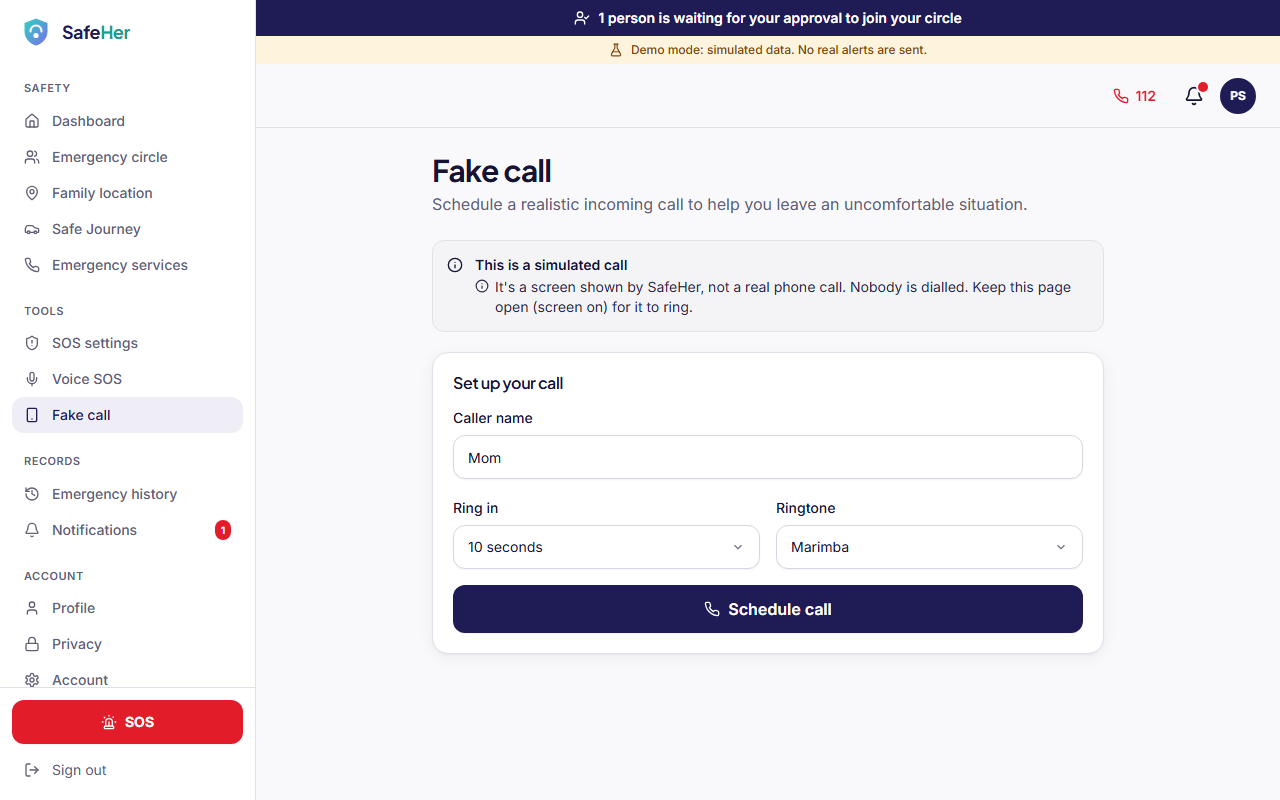 SafeHer
SAFETY
Dashboard
Emergency circle
Family location
Safe Journey
Emergency services
TOOLS
SOS settings
Voice SOS
Fake call
RECORDS
Emergency history
Notifications
1
ACCOUNT
Profile
Privacy
Account
SOS
Sign out
1 person is waiting for your approval to join your circle
Demo mode: simulated data. No real alerts are sent.
112
PS
Fake call
Schedule a realistic incoming call to help you leave an uncomfortable situation.
This is a simulated call
It's a screen shown by SafeHer, not a real phone call. Nobody is dialled. Keep this page
open (screen on) for it to ring.
Set up your call
Caller name
Mom
Ring in
Ringtone
10 seconds
Marimba
Schedule call